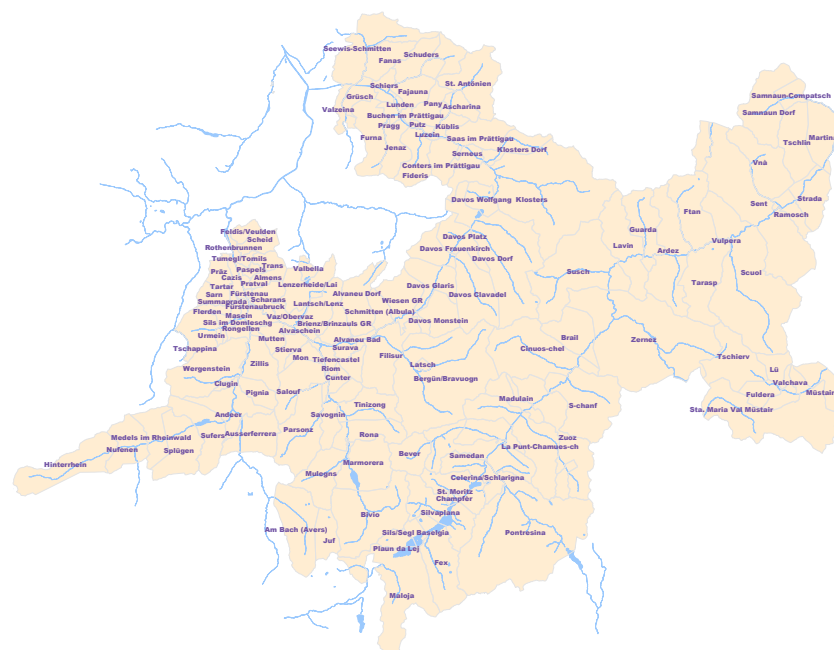 Seewis-Schmitten
Schuders
Fanas
Schiers
St. Antönien
Grüsch
Fajauna
Valzeina
Lunden
Pany
Ascharina
Buchen im Prättigau
Pragg
Putz
Küblis
Furna
Luzein
Saas im Prättigau
Jenaz
Serneus
Klosters Dorf
Conters im Prättigau
Fideris
Samnaun-Compatsch
Samnaun Dorf
Martina
Tschlin
Vnà
Strada
Sent
Ramosch
Ftan
Guarda
Vulpera
Lavin
Ardez
Scuol
Tarasp
Susch
Davos Wolfgang
Klosters
Davos Platz
Davos Frauenkirch
Davos Dorf
Davos Glaris
Davos Clavadel
Davos Monstein
Feldis/Veulden
Scheid
Rothenbrunnen
Tumegl/Tomils
Trans
Präz
Paspels
Valbella
Cazis
Almens
Tartar
Pratval
Lenzerheide/Lai
Sarn
Fürstenau
Alvaneu Dorf
Summagrada
Scharans
Lantsch/Lenz
Wiesen GR
Fürstenaubruck
Flerden
Masein
Vaz/Obervaz
Schmitten (Albula)
Sils im Domleschg
Brienz/Brinzauls GR
Rongellen
Alvaschein
Urmein
Mutten
Alvaneu Bad
Surava
Tschappina
Stierva
Mon
Tiefencastel
Filisur
Zillis
Riom
Latsch
Wergenstein
Cunter
Bergün/Bravuogn
Clugin
Pignia
Salouf
Brail
Zernez
Cinuos-chel
Tschierv
Lü
Valchava
Fuldera
Müstair
Sta. Maria Val Müstair
Andeer
Savognin
Tinizong
Madulain
S-chanf
Medels im Rheinwald
Sufers
Ausserferrera
Parsonz
Rona
Zuoz
Nufenen
Splügen
La Punt-Chamues-ch
Hinterrhein
Marmorera
Bever
Samedan
Mulegns
Celerina/Schlarigna
St. Moritz
Champfèr
Bivio
Silvaplana
Am Bach (Avers)
Sils/Segl Baselgia
Pontresina
Juf
Plaun da Lej
Fex
Maloja